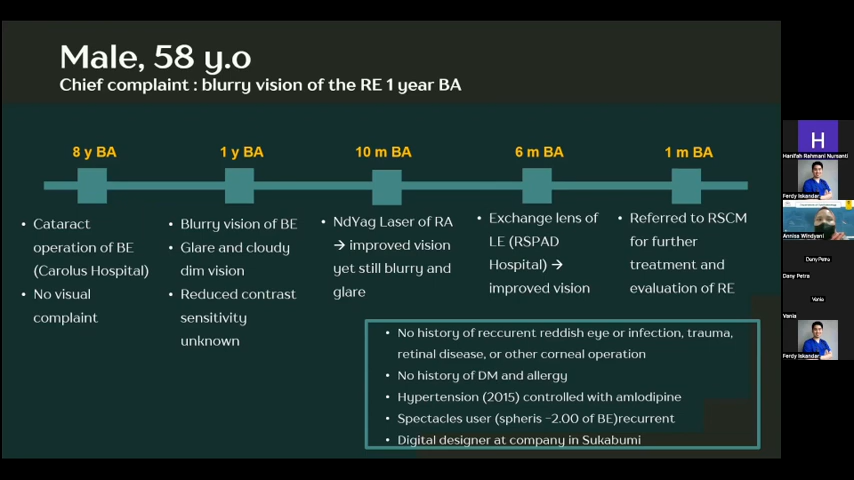 Male, 58 y.o
Chief complaint : blurry vision of the RE 1 year BA
8 y BA
1 y BA
10 m BA
6 m BA
1 m BA
• Cataract
operation of BE
(Carolus Hospital)
• No visual
complaint
• Blurry vision of BE
• Glare and cloudy
dim vision
• Reduced contrast
sensitivity
unknown
• NdYag Laser of RA
→ improved vision
yet still blurry and
glare
• Exchange lens of
LE (RSPAD
Hospital) →
improved vision
• Referred to RSCM
for further
treatment and
evaluation of RE
• No history of reccurent reddish eye or infection, trauma,
retinal disease, or other corneal operation
• No history of DM and allergy
• Hypertension (2015) controlled with amlodipine
• Spectacles user (spheris -2.00 of BE)recurrent
• Digital designer at company in Sukabumi
H
Hanifah Rahmani Nursanti
Ferdy Iskandar
Annisa Windyani
Dany Petra
Dany Petra
Vania
Vania
Ferdy Iskandar